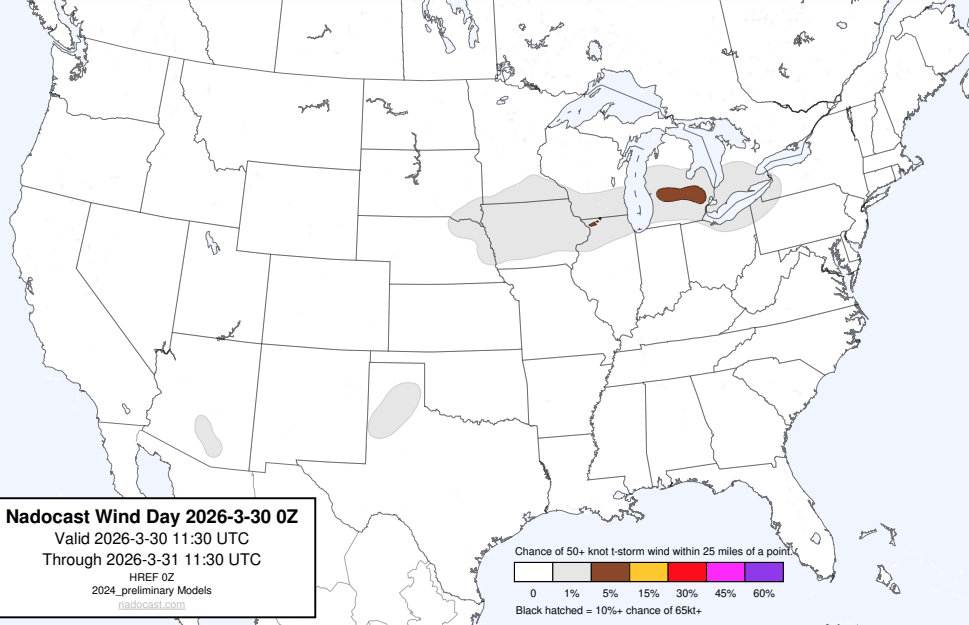 Nadocast Wind Day 2026-3-30 0Z
Valid 2026-3-30 11:30 UTC
Through 2026-3-31 11:30 UTC
HREF 0Z
2024_preliminary Models
nadocast.com
Chance of 50+ knot t-storm wind within 25 miles of a point.
0 1% 5% 15% 30% 45% 60%
Black hatched = 10%+ chance of 65kt+